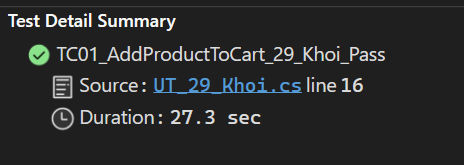 Test Detail Summary
TC01_AddProductToCart_29_Khoi_Pass
Source: UT_29_Khoi.cs line 16
Duration: 27.3 sec